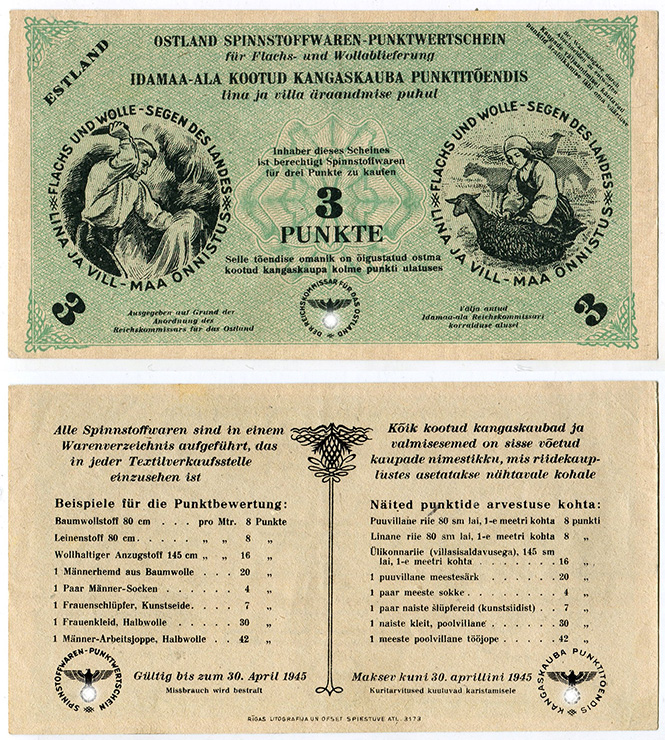 ESTLAND
OSTLAND SPINNSTOFFWAREN-PUNKTWERTSCHEIN
für Flachs- und Wollablieferung
IDAMAA-ALA KOOTUD KANGASKAUBA PUNKTITÕENDIS
lina ja villa äraandmise puhul
FLACHS UND WOLLE - SEGEN DES LANDES
LINA JA VILL - MAA ÕNNISTUS
Inhaber dieses Scheines
ist berechtigt Spinnstoffwaren
für drei Punkte zu kaufen
3
PUNKTE
Selle tõendise omanik on õigustatud ostma
kootud kangaskaupa kolme punkti ulatuses
FLACHS UND WOLLE - SEGEN DES LANDES
LINA JA VILL - MAA ÕNNISTUS
3
Ausgegeben auf Grund der
Anordnung des
Reichskommissars für das Ostland
DER REICHSKOMMISSAR FÜR DAS OSTLAND
Välja antud
Idamaa-ala Reichskommissari
korralduse alusel
3
Alle Spinnstoffwaren sind in einem
Warenverzeichnis aufgeführt, das
in jeder Textilverkaufsstelle
einzusehen ist
Beispiele für die Punktbewertung:
Baumwollstoff 80 cm . . . . pro Mtr. 8 Punkte
Leinenstoff 80 cm . . . . . „ „ 8 „
Wollhaltiger Anzugstoff 145 cm „ „ 16 „
1 Männerhemd aus Baumwolle . . . . 20 „
1 Paar Männer-Socken . . . . . . 4 „
1 Frauenschlüpfer, Kunstseide. . . . . 7 „
1 Frauenkleid, Halbwolle . . . . . 30 „
1 Männer-Arbeitsjoppe, Halbwolle . . . 42 „
SPINNSTOFFWAREN-PUNKTWERTSCHEIN
Gültig bis zum 30. April 1945
Missbrauch wird bestraft
Kõik kootud kangaskaubad ja
valmisesemed on sisse võetud
kaupade nimestikku, mis riidekaup-
lustes asetatakse nähtavale kohale
Näited punktide arvestuse kohta:
Puuvillane riie 80 sm lai, 1-e meetri kohta 8 punkti
Linane riie 80 sm lai, 1-e meetri kohta 8 „
Ülikonnariie (villasisaldavusega), 145 sm
lai, 1-e meetri kohta . . . . . . 16 „
1 puuvillane meestesärk . . . . . 20 „
1 paar meeste sokke . . . . . . 4 „
1 paar naiste šlüpfereid (kunstsiidist) . . 7 „
1 naiste kleit, poolvillane . . . . . 30 „
1 meeste poolvillane tööjope . . . . 42 „
Maksev kuni 30. aprillini 1945
Kuritarvitused kuuluvad karistamisele
KANGASKAUBA PUNKTITÕENDIS
RĪGAS LITOGRAFIJA UN OFSET SPIESTUVE ATL. 3173